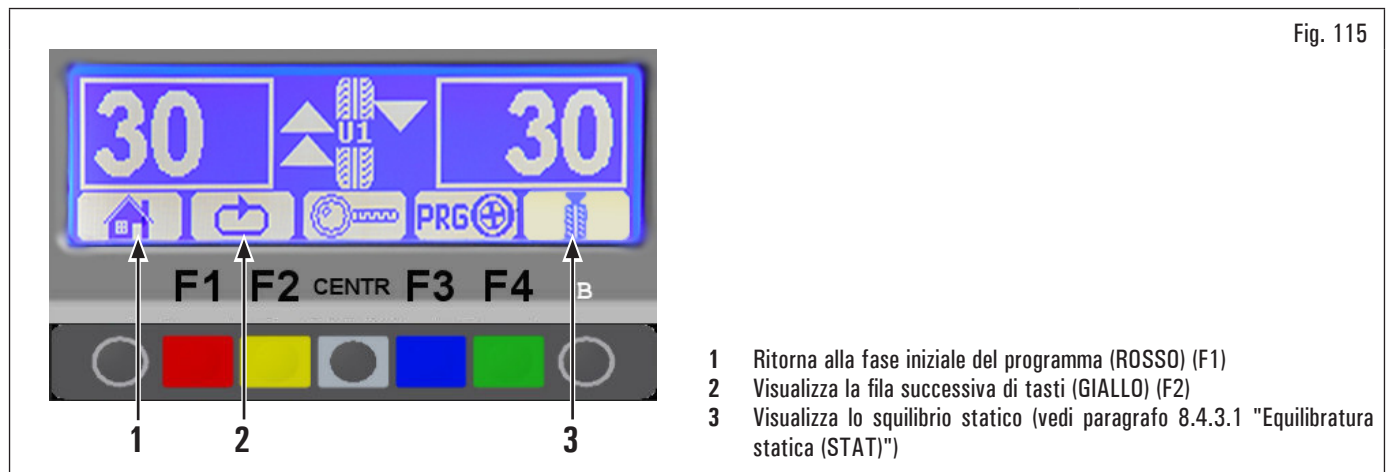 Fig. 115
30 U1 30
PRG
F1 F2 CENTR F3 F4 B
1 2 3
1 Ritorna alla fase iniziale del programma (ROSSO) (F1)
2 Visualizza la fila successiva di tasti (GIALLO) (F2)
3 Visualizza lo squilibrio statico (vedi paragrafo 8.4.3.1 "Equilibratura
statica (STAT)")